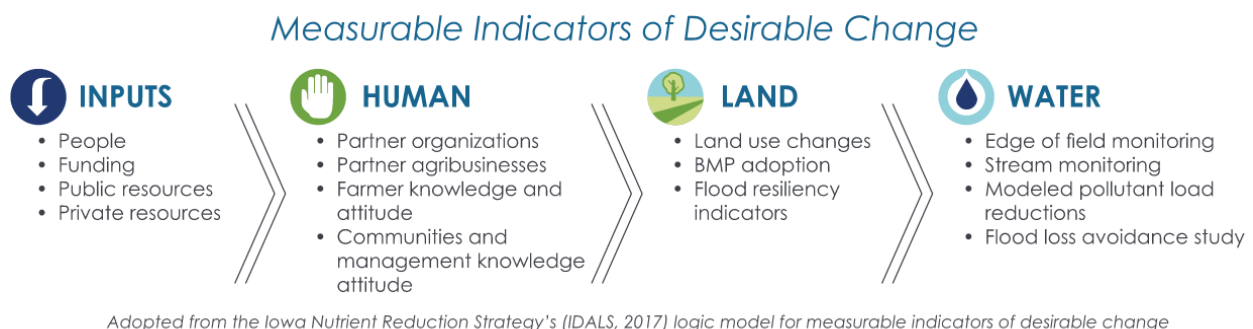 Measurable Indicators of Desirable Change
INPUTS
• People
• Funding
• Public resources
• Private resources
HUMAN
• Partner organizations
• Partner agribusinesses
• Farmer knowledge and
attitude
• Communities and
management knowledge
attitude
LAND
• Land use changes
• BMP adoption
• Flood resiliency
indicators
WATER
• Edge of field monitoring
• Stream monitoring
• Modeled pollutant load
reductions
• Flood loss avoidance study
Adopted from the Iowa Nutrient Reduction Strategy's (IDALS, 2017) logic model for measurable indicators of desirable change